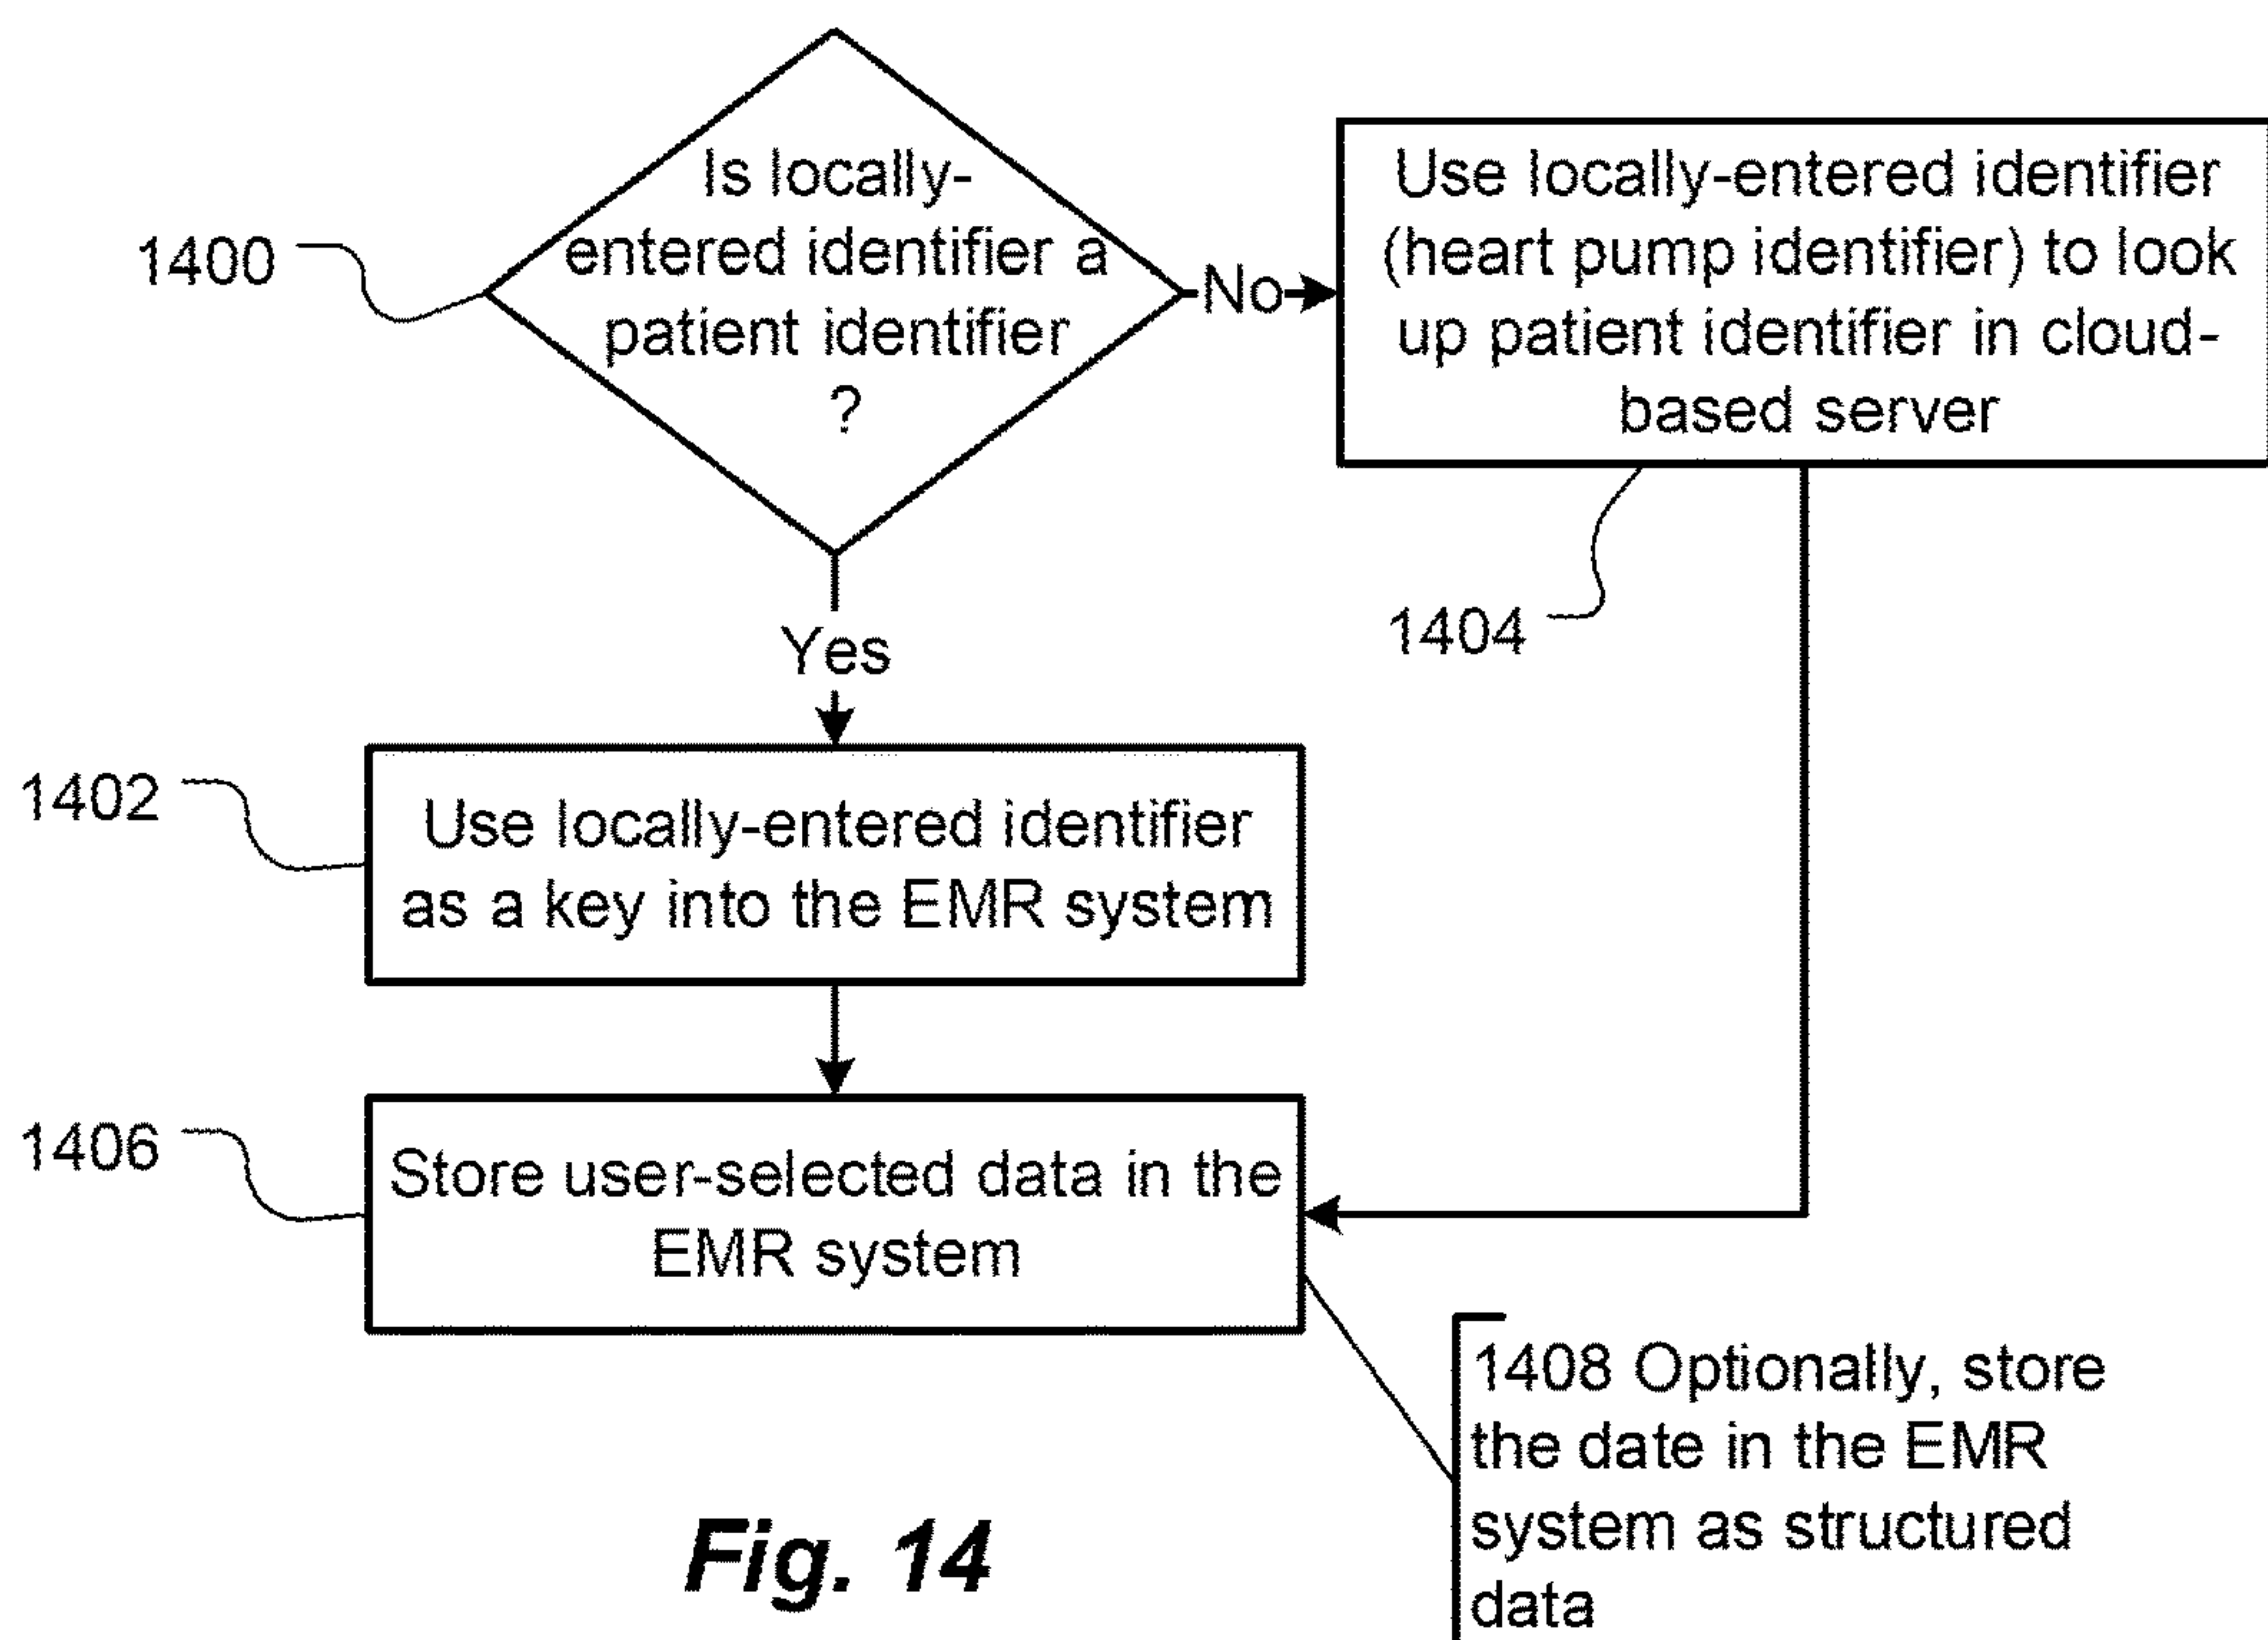 Is locally-
entered identifier a
patient identifier
?
1400
No
Use locally-entered identifier
(heart pump identifier) to look
up patient identifier in cloud-
based server
1404
Yes
1402
Use locally-entered identifier
as a key into the EMR system
1406
Store user-selected data in the
EMR system
1408 Optionally, store
the date in the EMR
system as structured
data
Fig. 14